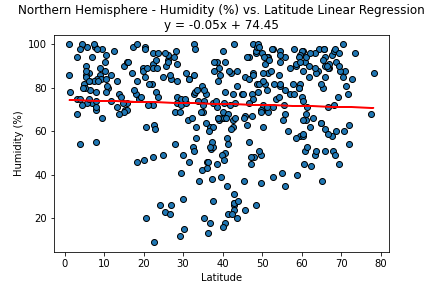 Northern Hemisphere - Humidity (%) vs. Latitude Linear Regression
y = -0.05x + 74.45
100
80
60
40
20
Humidity (%)
0 10 20 30 40 50 60 70 80
Latitude